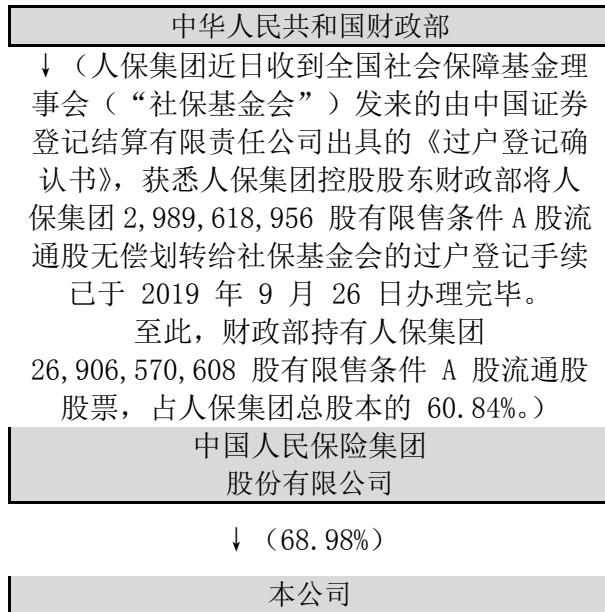 中华人民共和国财政部
↓（人保集团近日收到全国社会保障基金理
事会（“社保基金会”）发来的由中国证券
登记结算有限责任公司出具的《过户登记确
认书》，获悉人保集团控股股东财政部将人
保集团 2,989,618,956 股有限售条件 A 股流
通股无偿划转给社保基金会的过户登记手续
已于 2019 年 9 月 26 日办理完毕。
至此，财政部持有人保集团
26,906,570,608 股有限售条件 A 股流通股
股票，占人保集团总股本的 60.84%。）
中国人民保险集团
股份有限公司
↓（68.98%）
本公司